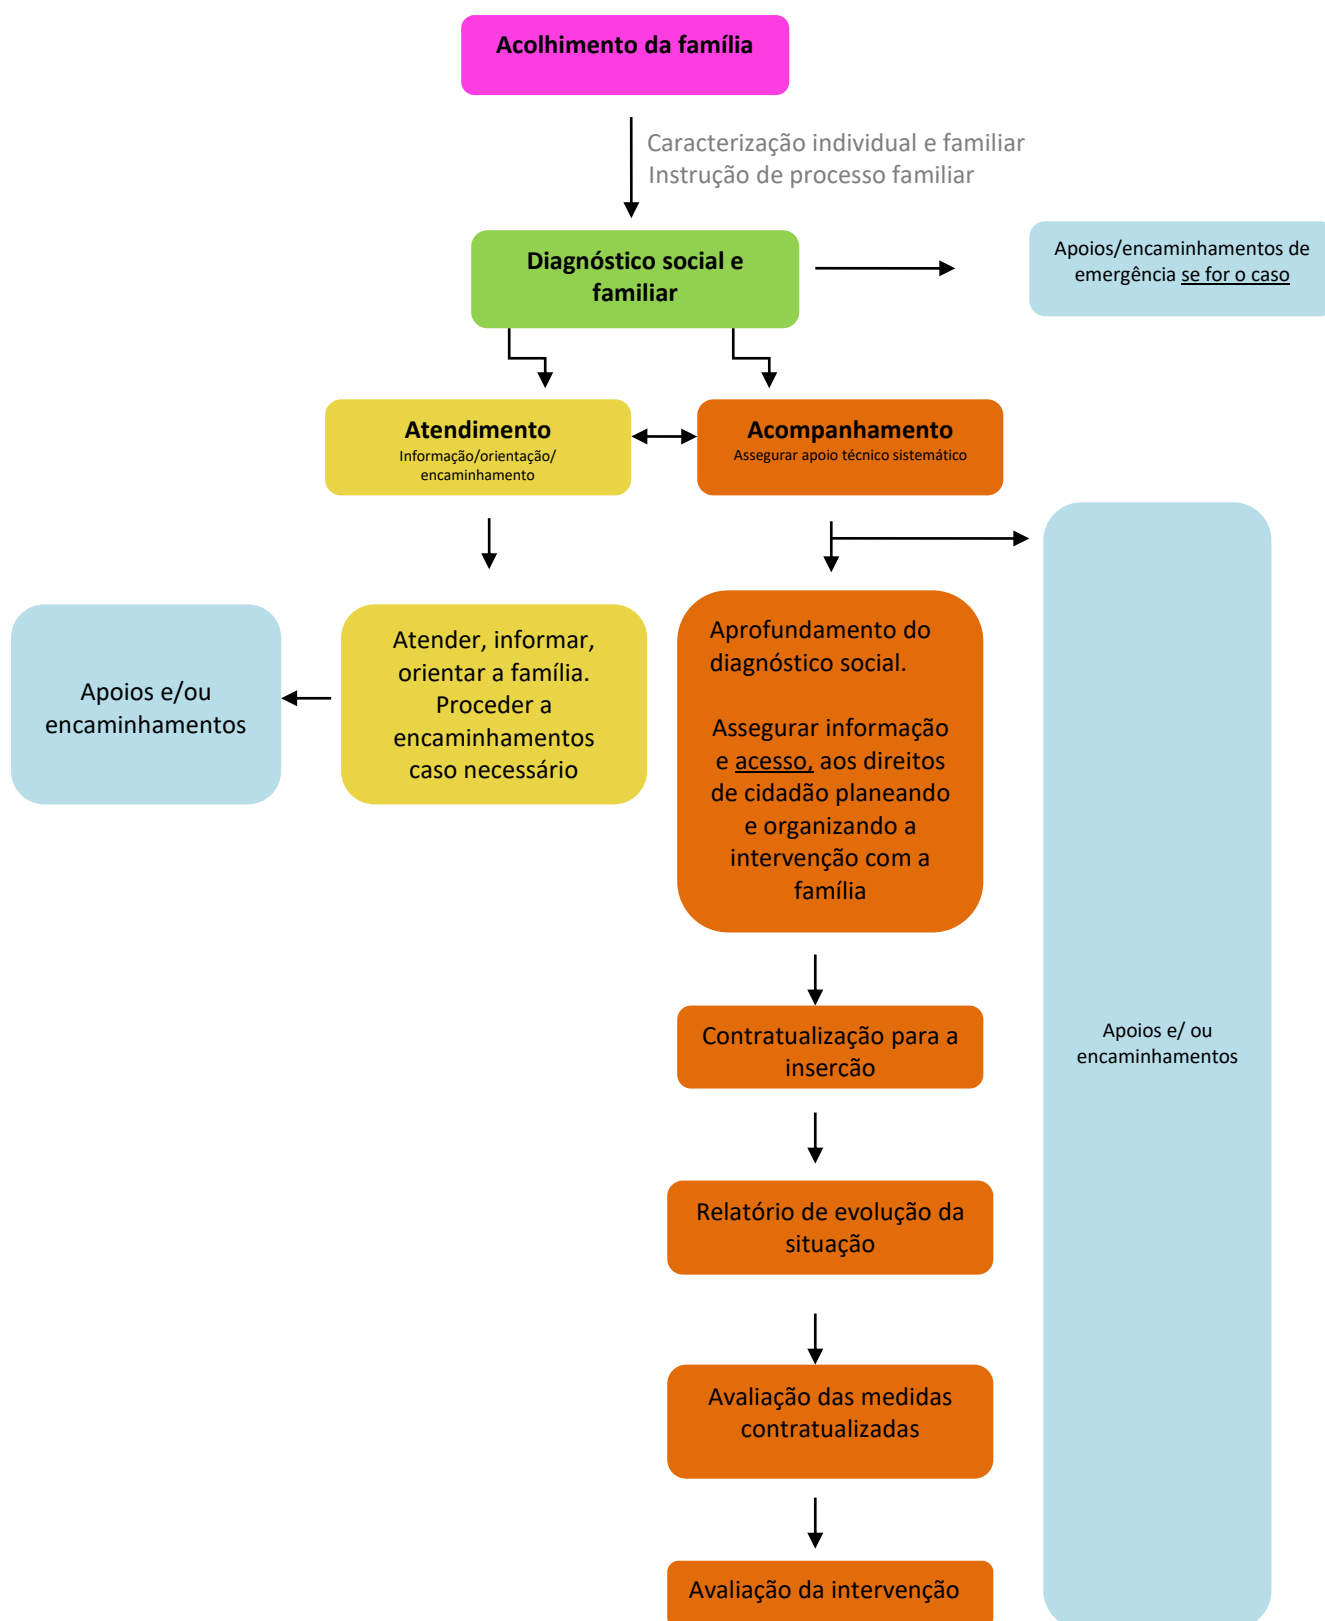 Acolhimento da família
Caracterização individual e familiar
Instrução de processo familiar
Diagnóstico social e
familiar
Apoios/encaminhamentos de
emergência se for o caso
Atendimento
Informação/orientação/
encaminhamento
Acompanhamento
Assegurar apoio técnico sistemático
Apoios e/ou
encaminhamentos
Atender, informar,
orientar a família.
Proceder a
encaminhamentos
caso necessário
Aprofundamento do
diagnóstico social.
Assegurar informação
e acesso, aos direitos
de cidadão planeando
e organizando a
intervenção com a
família
Contratualização para a
inserção
Apoios e/ ou
encaminhamentos
Relatório de evolução da
situação
Avaliação das medidas
contratualizadas
Avaliação da intervenção